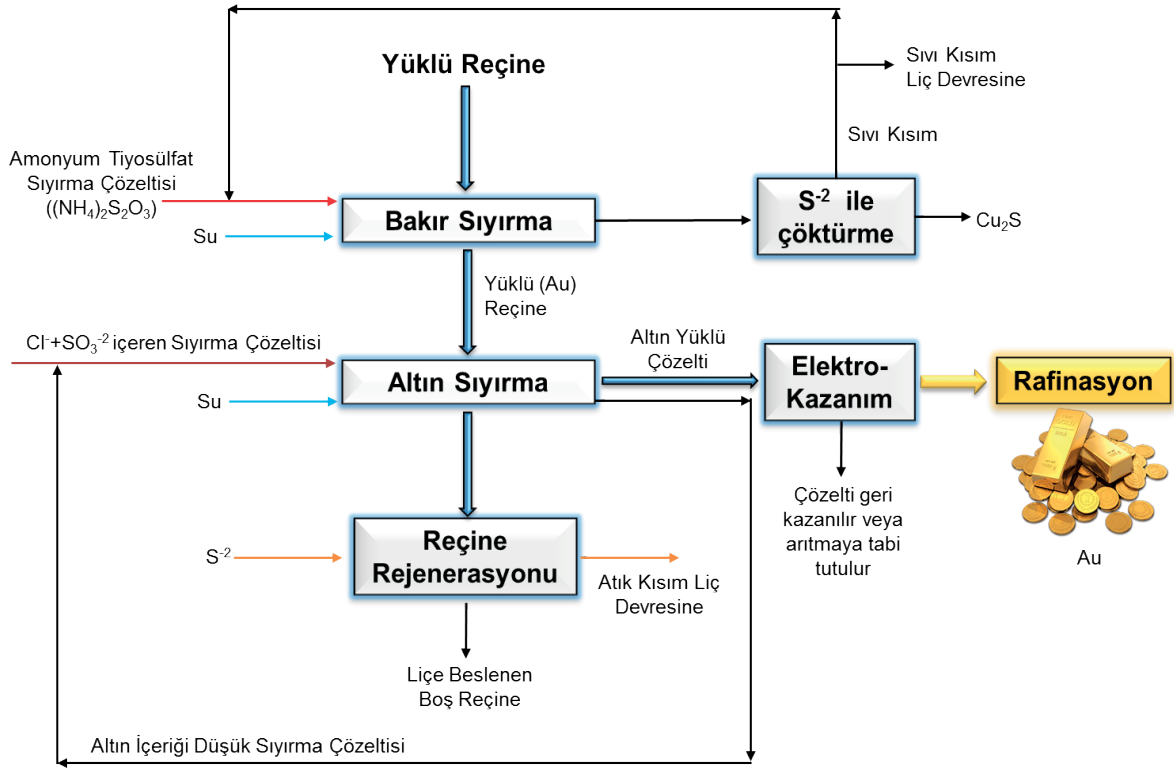 Yüklü Reçine
Sıvı Kısım
Liç Devresine
Sıvı Kısım
Amonyum Tiyosülfat
Sıyırma Çözeltisi
((NH₄)₂S₂O₃)
Su
Bakır Sıyırma
S⁻² ile
çöktürme
Cu₂S
Yüklü (Au)
Reçine
Cl⁻+SO₃⁻² içeren Sıyırma Çözeltisi
Su
Altın Sıyırma
Altın Yüklü
Çözelti
Elektro-
Kazanım
Rafinasyon
Çözelti geri
kazanılır veya
arıtmaya tabi
tutulur
Au
S⁻²
Reçine
Rejenerasyonu
Atık Kısım Liç
Devresine
Liçe Beslenen
Boş Reçine
Altın İçeriği Düşük Sıyırma Çözeltisi